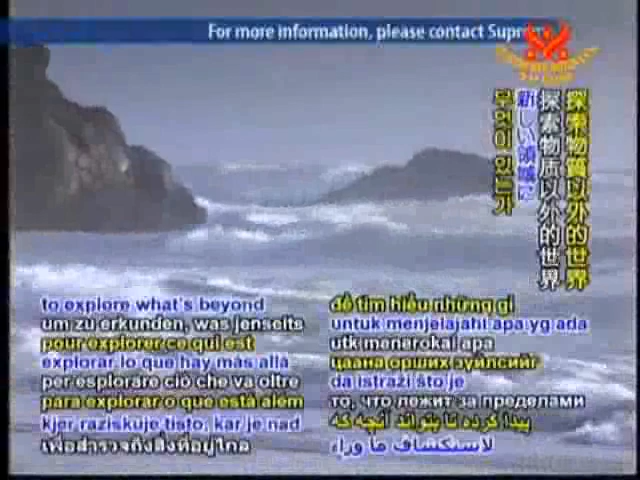 For more information, please contact Supreme
探索物質以外的世界
探索物质以外的世界
新しい領域に
무엇이 있는가
to explore what's beyond
um zu erkunden, was jenseits
pour explorer ce qui est
explorar lo que hay más allá
per esplorare ciò che va oltre
para explorar o que está além
kjer raziskuje tisto, kar je nad
เพื่อสำรวจถึงสิ่งที่อยู่ไกล
để tìm hiểu những gì
untuk menjelajahi apa yg ada
utk menerokai apa
цаана орших зүйлсийг
da istrazi što je
то, что лежит за пределами
پیدا کرده تا بتواند آنچه که
لاستكشاف ما وراء